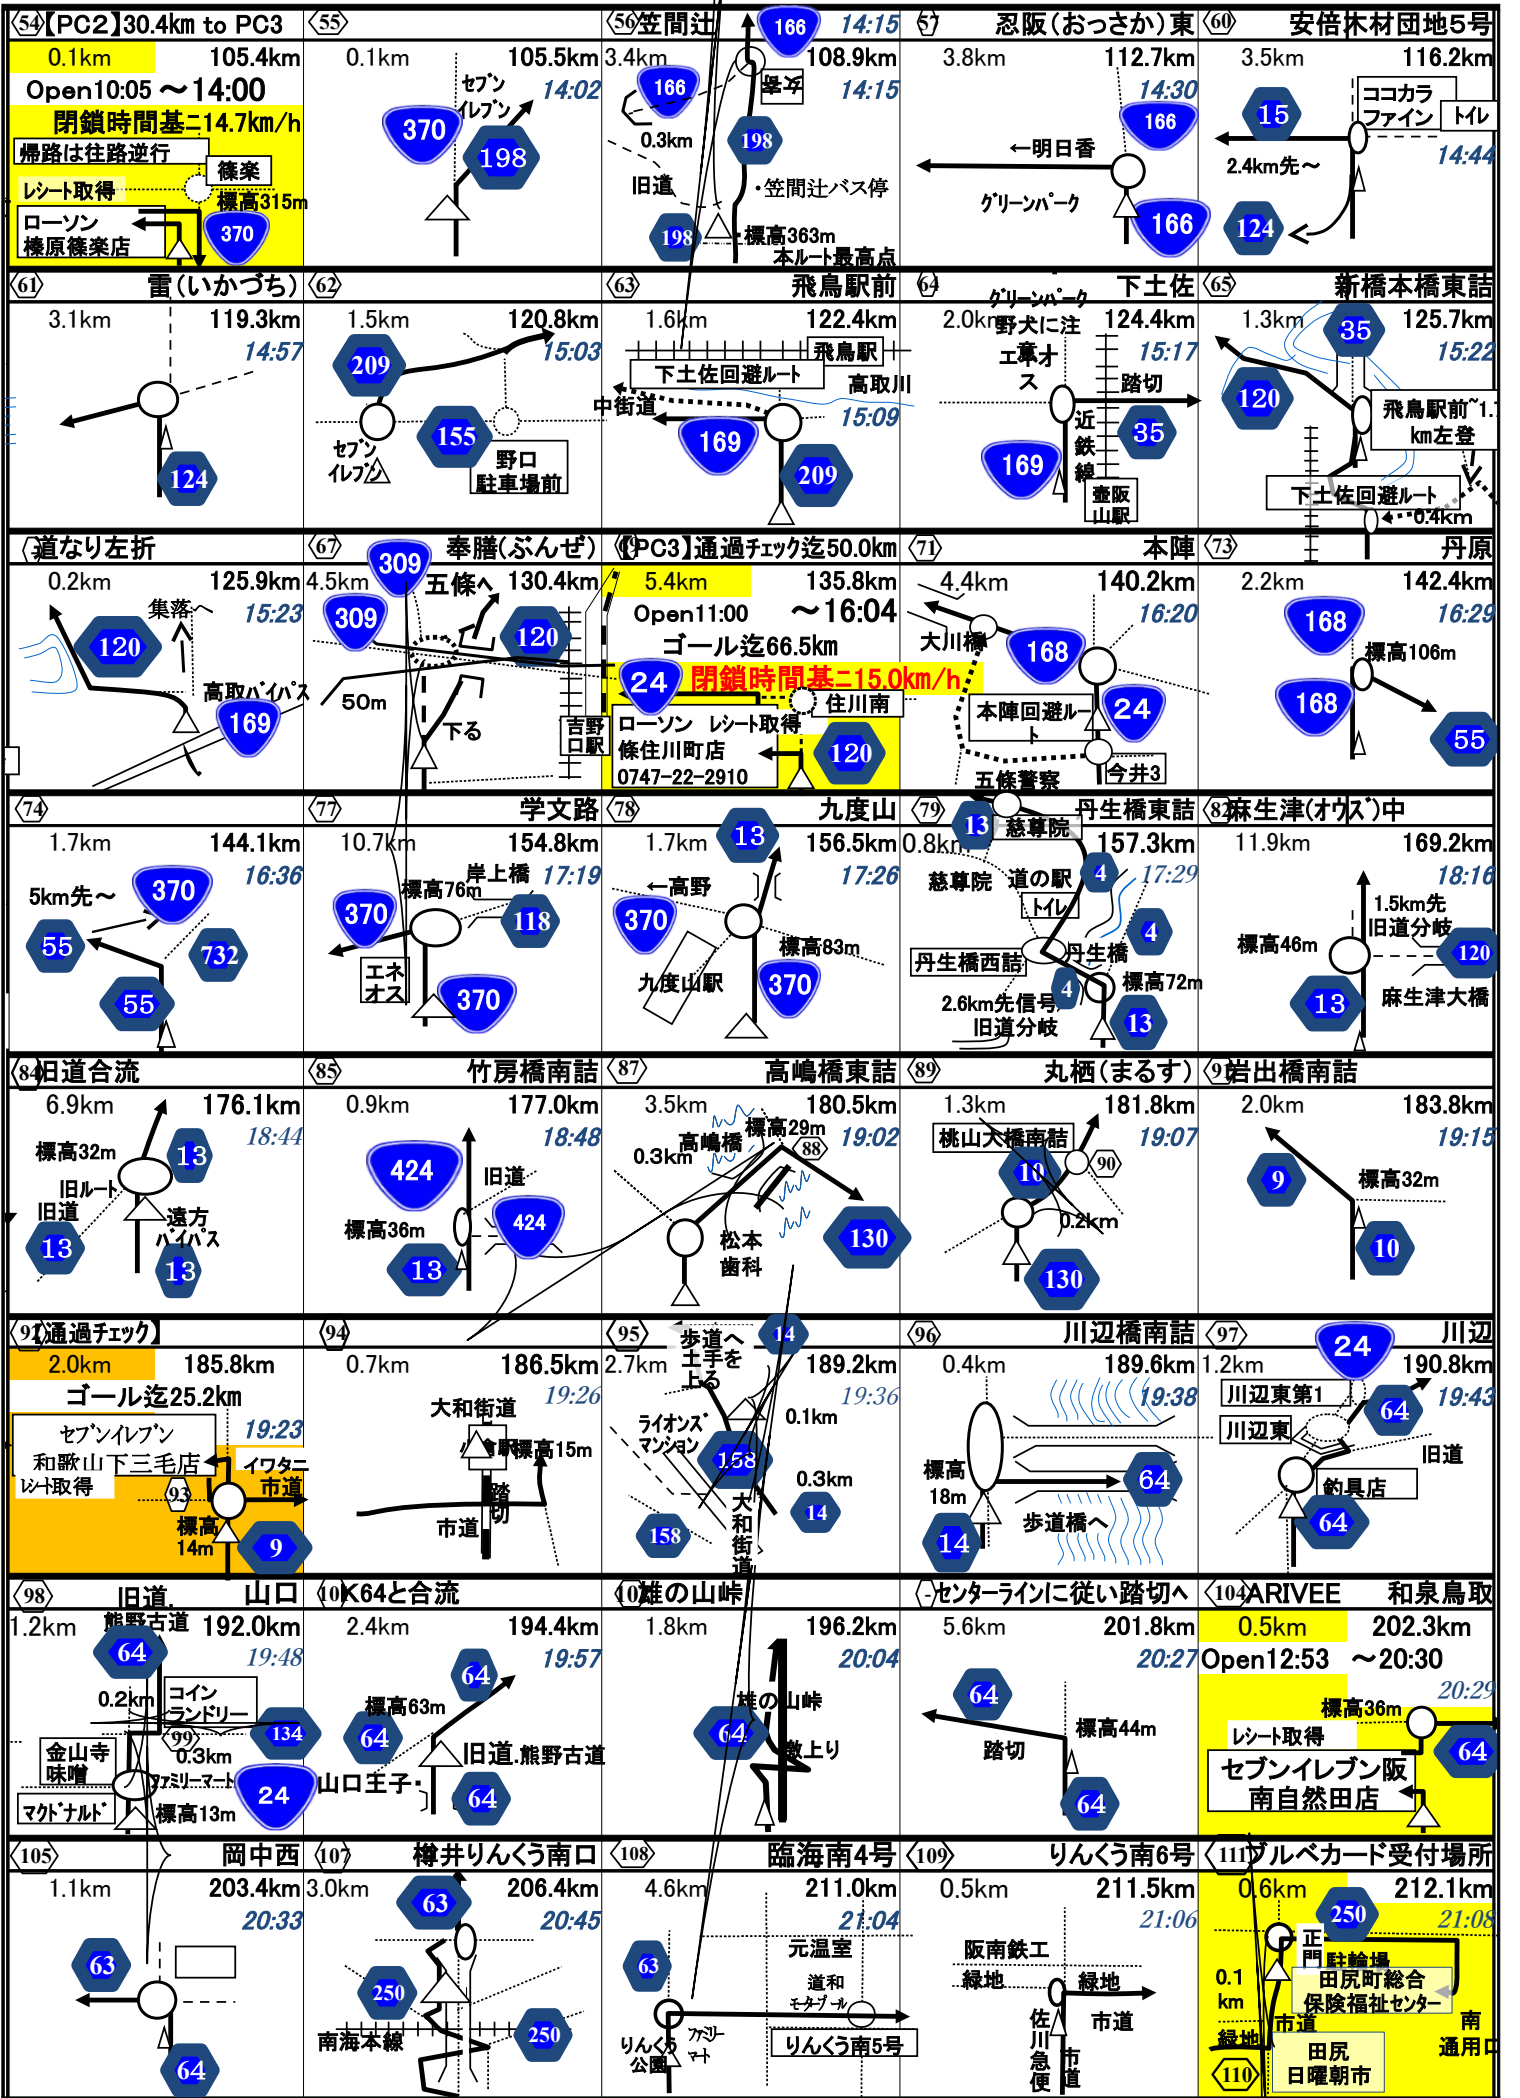 54 【PC2】30.4km to PC3
0.1km 105.4km
Open10:05 ～14:00
閉鎖時間基ﾆ14.7km/h
帰路は往路逆行
篠楽
レシート取得
標高315m
ローソン
榛原篠楽店
370
55
0.1km 105.5km
14:02
セブン
イレブン
370
198
56 笠間辻 166 14:15
3.4km 108.9km
14:15
166
女寄
0.3km
198
旧道
・笠間辻バス停
198
標高363m
本ルート最高点
57 忍阪(おっさか)東
3.8km 112.7km
14:30
166
←明日香
グリーンパーク
166
60 安倍木材団地5号
3.5km 116.2km
ココカラ
ファイン
トイレ
15
14:44
2.4km先～
124
61 雷(いかづち)
3.1km 119.3km
14:57
124
62
1.5km 120.8km
15:03
209
155
セブン
イレブン
野口
駐車場前
63 飛鳥駅前
1.6km 122.4km
飛鳥駅
下土佐回避ルート
高取川
中街道
15:09
169
209
64 下土佐
グリーンパーク
2.0km 124.4km
野犬に注
意
エネオ
ス
15:17
踏切
35
近鉄線
169
壺阪
山駅
65 新橋本橋東詰
1.3km 125.7km
35
15:22
120
飛鳥駅前~1.7
km左登
下土佐回避ルート
0.4km
道なり左折
0.2km 125.9km
15:23
集落へ
120
高取バイパス
169
67 奉膳(ぶんぜ)
309
4.5km 130.4km
五條へ
309
120
50m
下る
吉野
口駅
【PC3】通過チェック迄50.0km
5.4km 135.8km
Open11:00 ～16:04
ゴール迄66.5km
閉鎖時間基ﾆ15.0km/h
24
住川南
ローソン レシート取得
條住川町店
0747-22-2910
120
71 本陣
4.4km 140.2km
16:20
大川橋
168
本陣回避ルー
ト
24
今井3
五條警察
73 丹原
2.2km 142.4km
16:29
168
標高106m
168
55
74
1.7km 144.1km
16:36
5km先～
370
55
732
55
77 学文路
10.7km 154.8km
17:19
標高76m
岸上橋
370
118
エネ
オス
370
78 九度山
1.7km 156.5km
13
17:26
←高野
370
標高83m
九度山駅
370
79 丹生橋東詰
13
慈尊院
0.8km 157.3km
17:29
慈尊院
道の駅
トイレ
4
4
丹生橋
丹生橋西詰
4
標高72m
2.6km先信号
旧道分岐
13
82 麻生津(オウズ)中
11.9km 169.2km
18:16
1.5km先
旧道分岐
標高46m
120
13
麻生津大橋
84 旧道合流
6.9km 176.1km
18:44
標高32m
13
旧ルート
旧道
遠方
バイパス
13
13
85 竹房橋南詰
0.9km 177.0km
18:48
424
旧道
標高36m
424
13
87 高嶋橋東詰
3.5km 180.5km
標高29m
19:02
高嶋橋
0.3km
88
松本
歯科
130
89 丸栖(まるす)
1.3km 181.8km
19:07
桃山大橋南詰
10
90
0.2km
130
91 岩出橋南詰
2.0km 183.8km
19:15
9
標高32m
10
92 【通過チェック】
2.0km 185.8km
ゴール迄25.2km
19:23
セブンイレブン
和歌山下三毛店
レシート取得
イワタニ
市道
93
標高
14m
9
94
0.7km 186.5km
19:26
大和街道
標高15m
踏切
市道
95
歩道へ
土手を
上る
14
2.7km 189.2km
19:36
0.1km
ライオンズ
マンション
158
0.3km
14
158
大和街道
96 川辺橋南詰
0.4km 189.6km
19:38
標高
18m
64
14
歩道橋へ
97 川辺
24
1.2km 190.8km
19:43
川辺東第1
64
川辺東
旧道
釣具店
64
98 旧道. 山口
熊野古道
1.2km 192.0km
19:48
64
0.2km
コイン
ランドリー
134
99
0.3km
金山寺
味噌
ファミリーマート
マクドナルド
24
標高13m
K64と合流
2.4km 194.4km
19:57
64
標高63m
64
旧道.熊野古道
山口王子・
64
雄の山峠
1.8km 196.2km
20:04
雄の山峠
64
激上り
センターラインに従い踏切へ
5.6km 201.8km
20:27
64
標高44m
踏切
64
104 ARIVEE 和泉鳥取
0.5km 202.3km
Open12:53 ～20:30
20:29
標高36m
レシート取得
64
セブンイレブン阪
南自然田店
105 岡中西
1.1km 203.4km
20:33
63
64
107 樽井りんくう南口
3.0km 206.4km
63
20:45
250
南海本線
250
108 臨海南4号
4.6km 211.0km
21:04
元温室
63
道和
モータープール
りんくう
公園
ファミリー
マート
りんくう南5号
109 りんくう南6号
0.5km 211.5km
21:06
阪南鉄工
緑地
緑地
佐川急便
市道
市道
111 ブルベカード受付場所
0.6km 212.1km
250
21:08
正門
駐輪場
0.1
km
田尻町総合
保険福祉センター
市道
南
通用口
緑地
田尻
日曜朝市
110